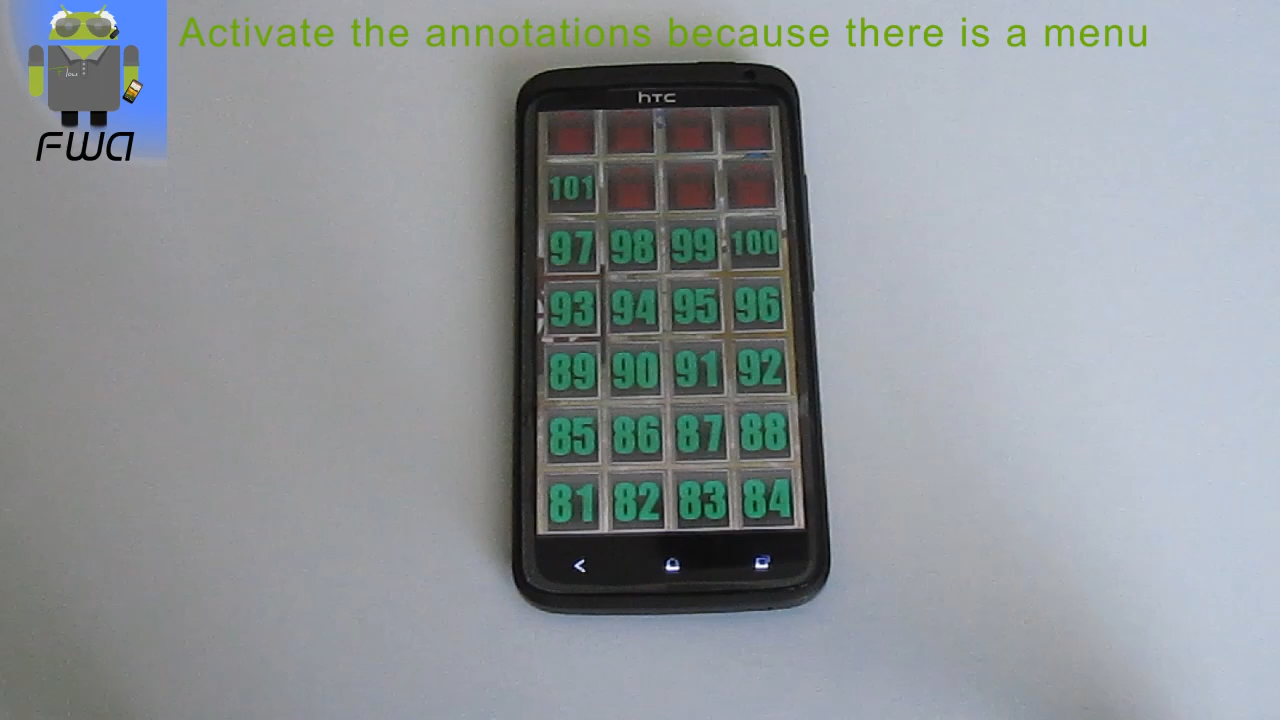 Activate the annotations because there is a menu
Flow
FWA
hTC
101
97 98 99 100
93 94 95 96
89 90 91 92
85 86 87 88
81 82 83 84